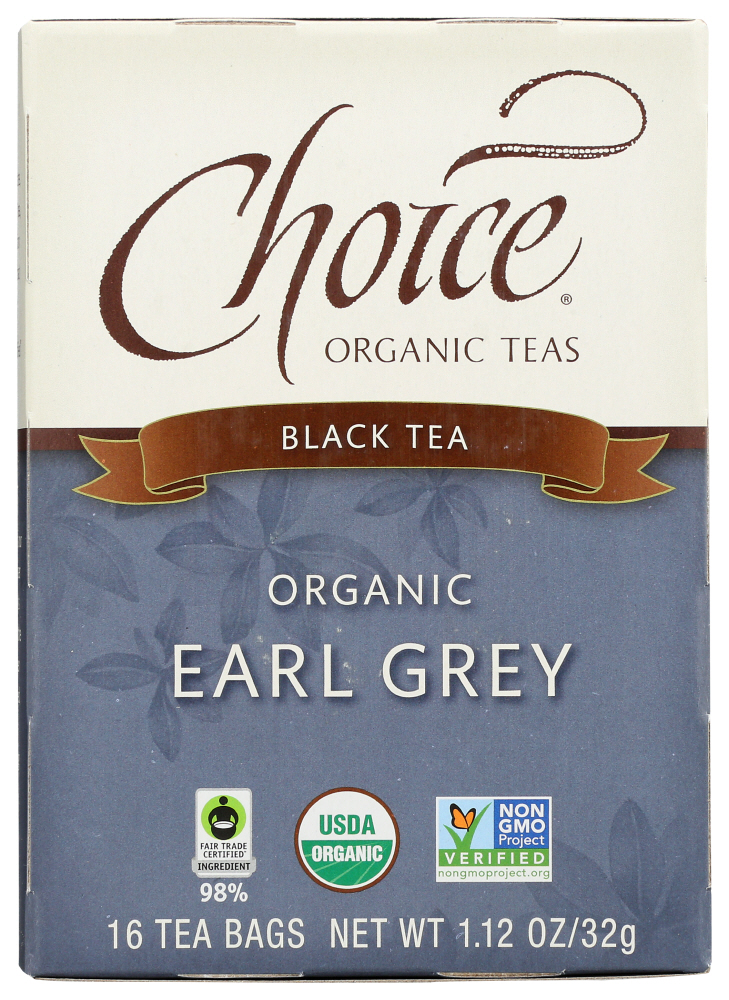 Choice®
ORGANIC TEAS
BLACK TEA
ORGANIC
EARL GREY
FAIR TRADE
CERTIFIED
INGREDIENT
98%
USDA
ORGANIC
NON
GMO
Project
VERIFIED
nongmoproject.org
16 TEA BAGS NET WT 1.12 OZ/32g